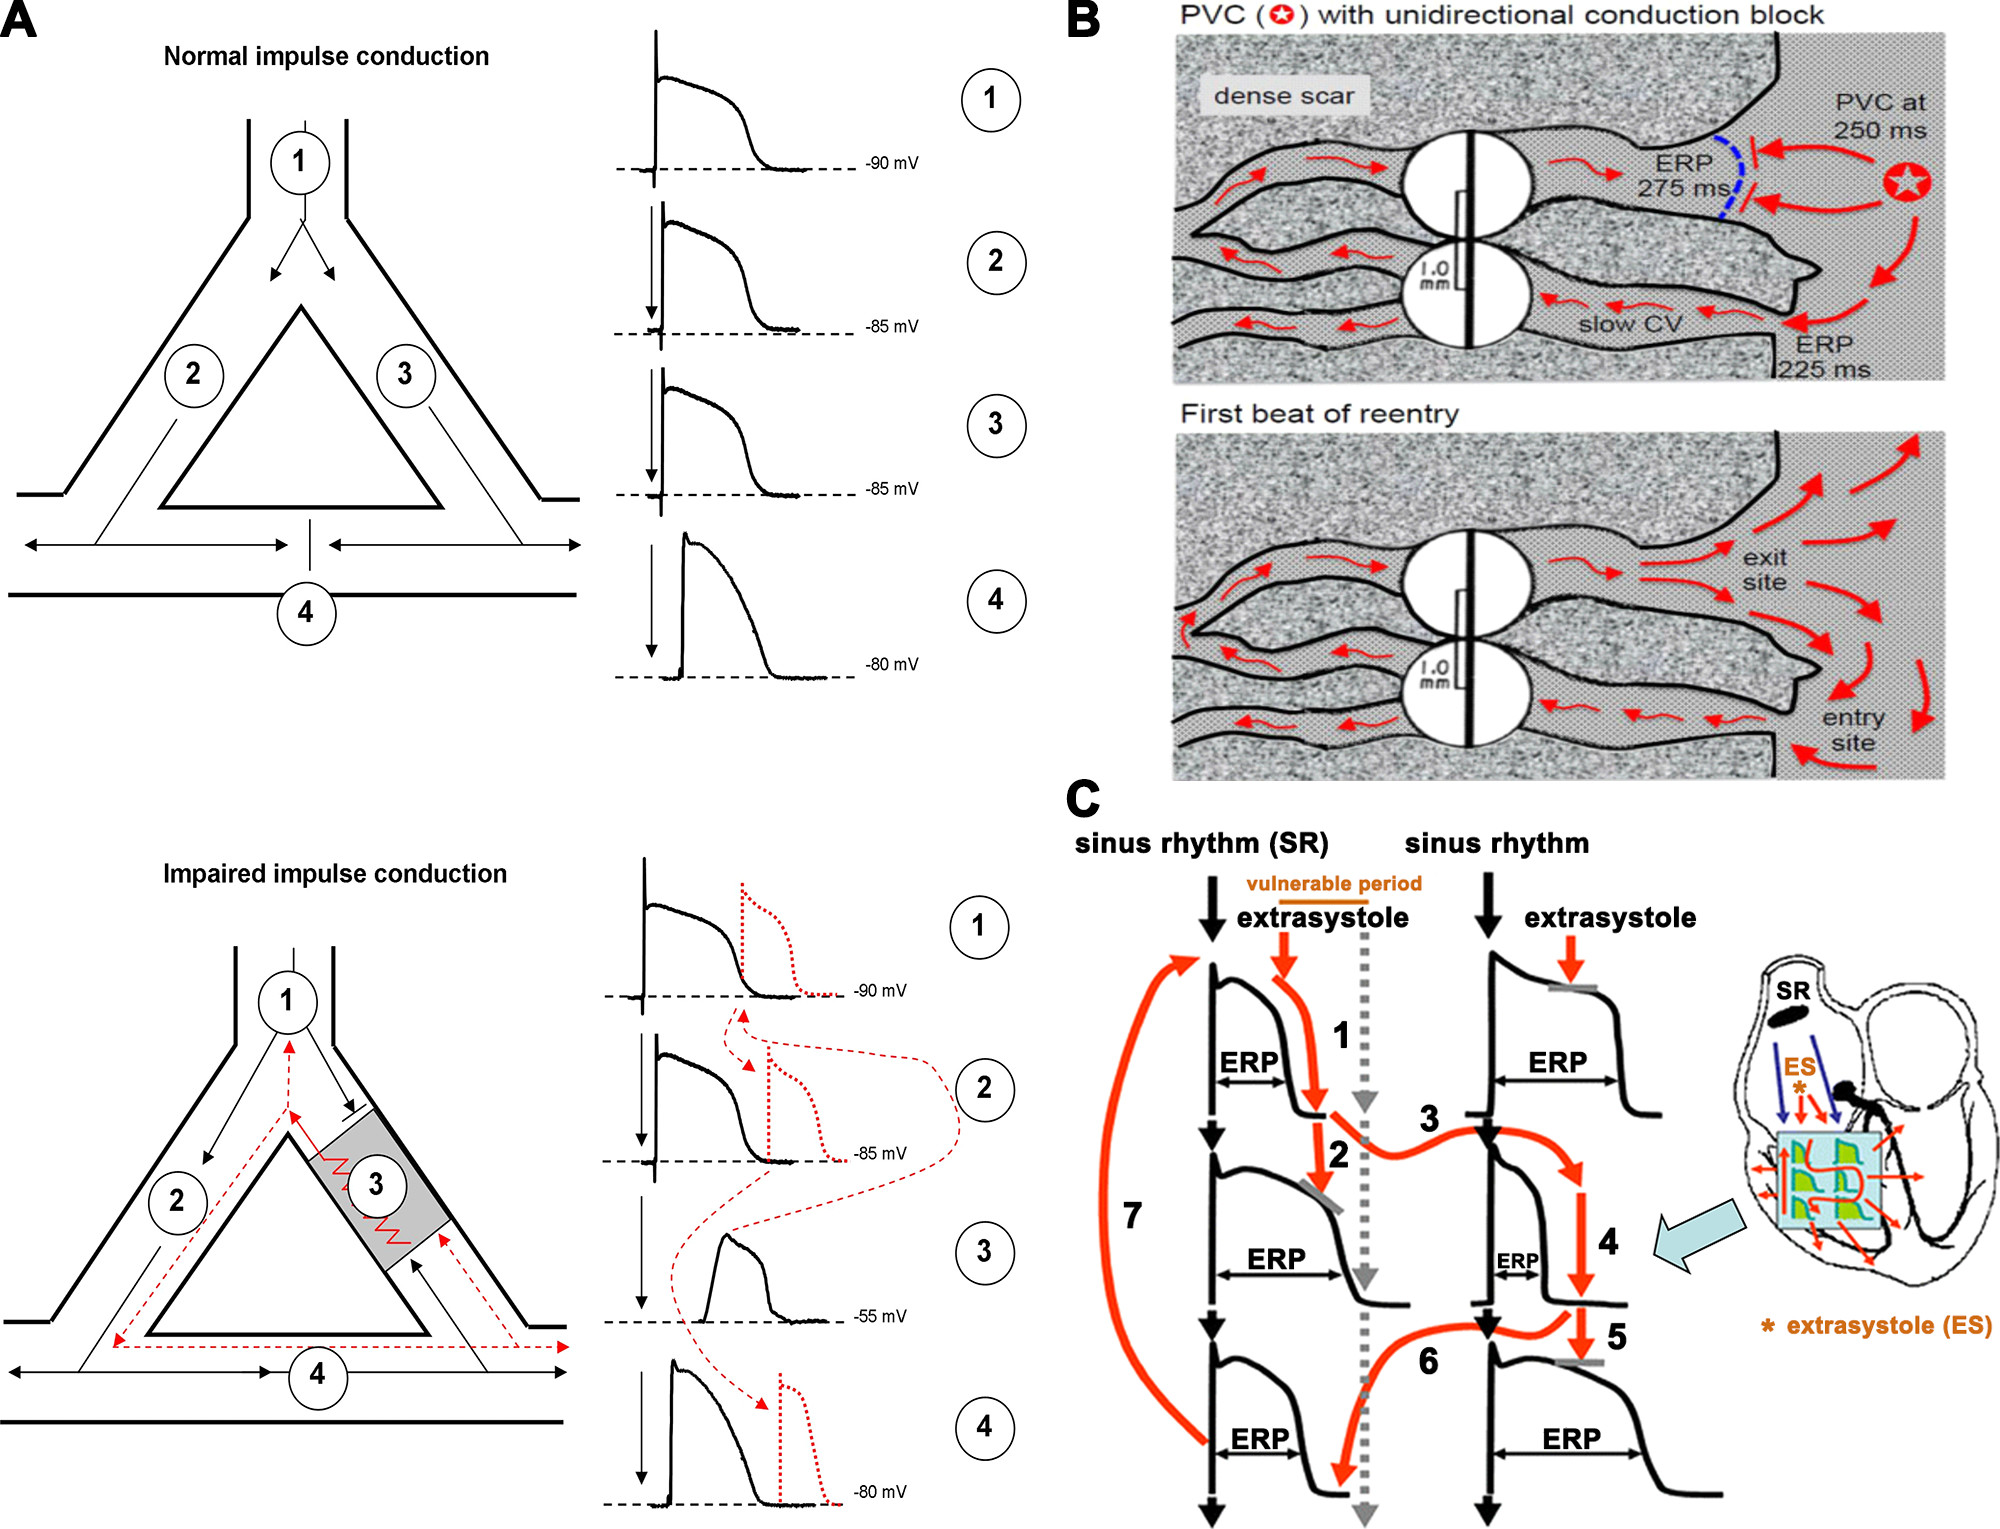 A
Normal impulse conduction
1
2
3
4
1
-90 mV
2
-85 mV
3
-85 mV
4
-80 mV
Impaired impulse conduction
1
2
3
4
1
-90 mV
2
-85 mV
3
-55 mV
4
-80 mV
B
PVC (★) with unidirectional conduction block
dense scar
PVC at
250 ms
ERP
275 ms
1.0
mm
slow CV
ERP
225 ms
First beat of reentry
exit
site
1.0
mm
entry
site
C
sinus rhythm (SR)
sinus rhythm
vulnerable period
extrasystole
extrasystole
1
ERP
ERP
2
3
7
4
ERP
ERP
5
6
ERP
ERP
SR
ES
*
* extrasystole (ES)